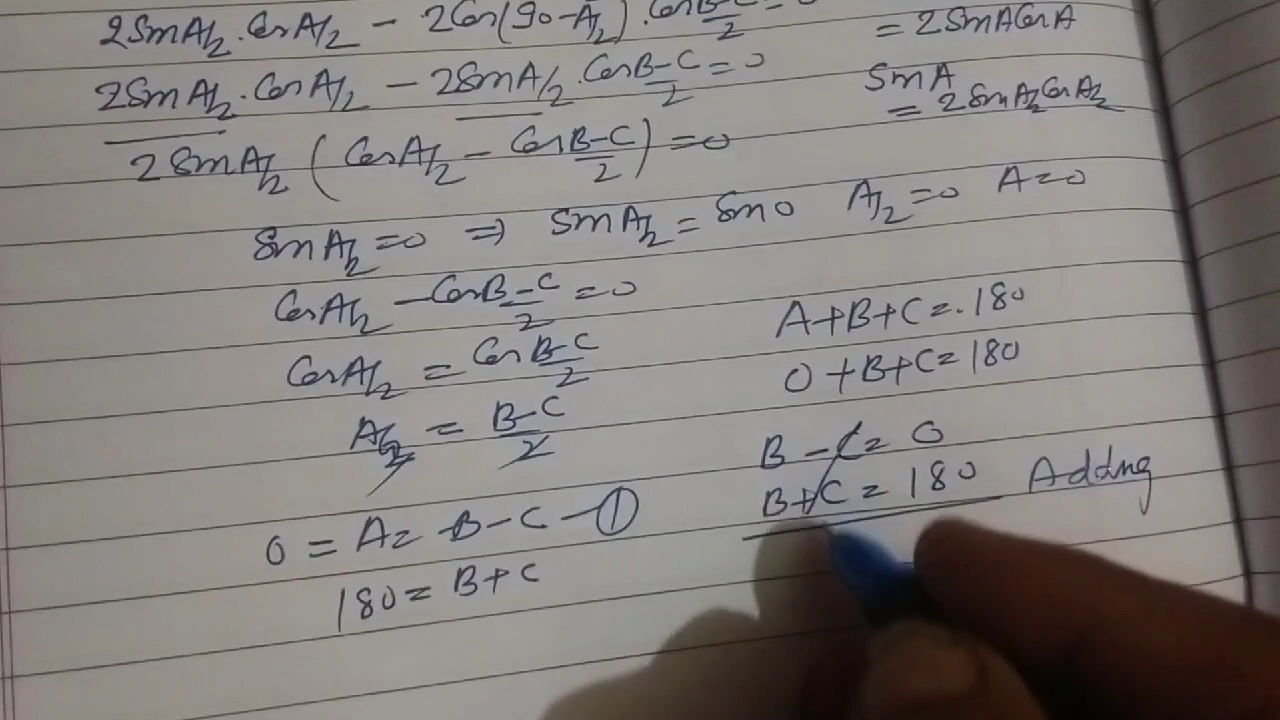 2SinA/2.CosA/2 - 2Cos(90-A/2).CosB-C/2 = 0
= 2SinACosA
2SinA/2.CosA/2 - 2SinA/2.CosB-C/2 = 0
SinA
= 2SinA/2CosA/2
2SinA/2 (CosA/2 - CosB-C/2) = 0
SinA/2 = 0 ⇒ SinA/2 = Sin0 A/2 = 0 A = 0
CosA/2 - CosB-C/2 = 0
A+B+C = .180
CosA/2 = CosB-C/2
0+B+C = 180
A/2 = B-C/2
B-C = 0
B+C = 180 Adding
0 = A = B-C - ①
180 = B+C